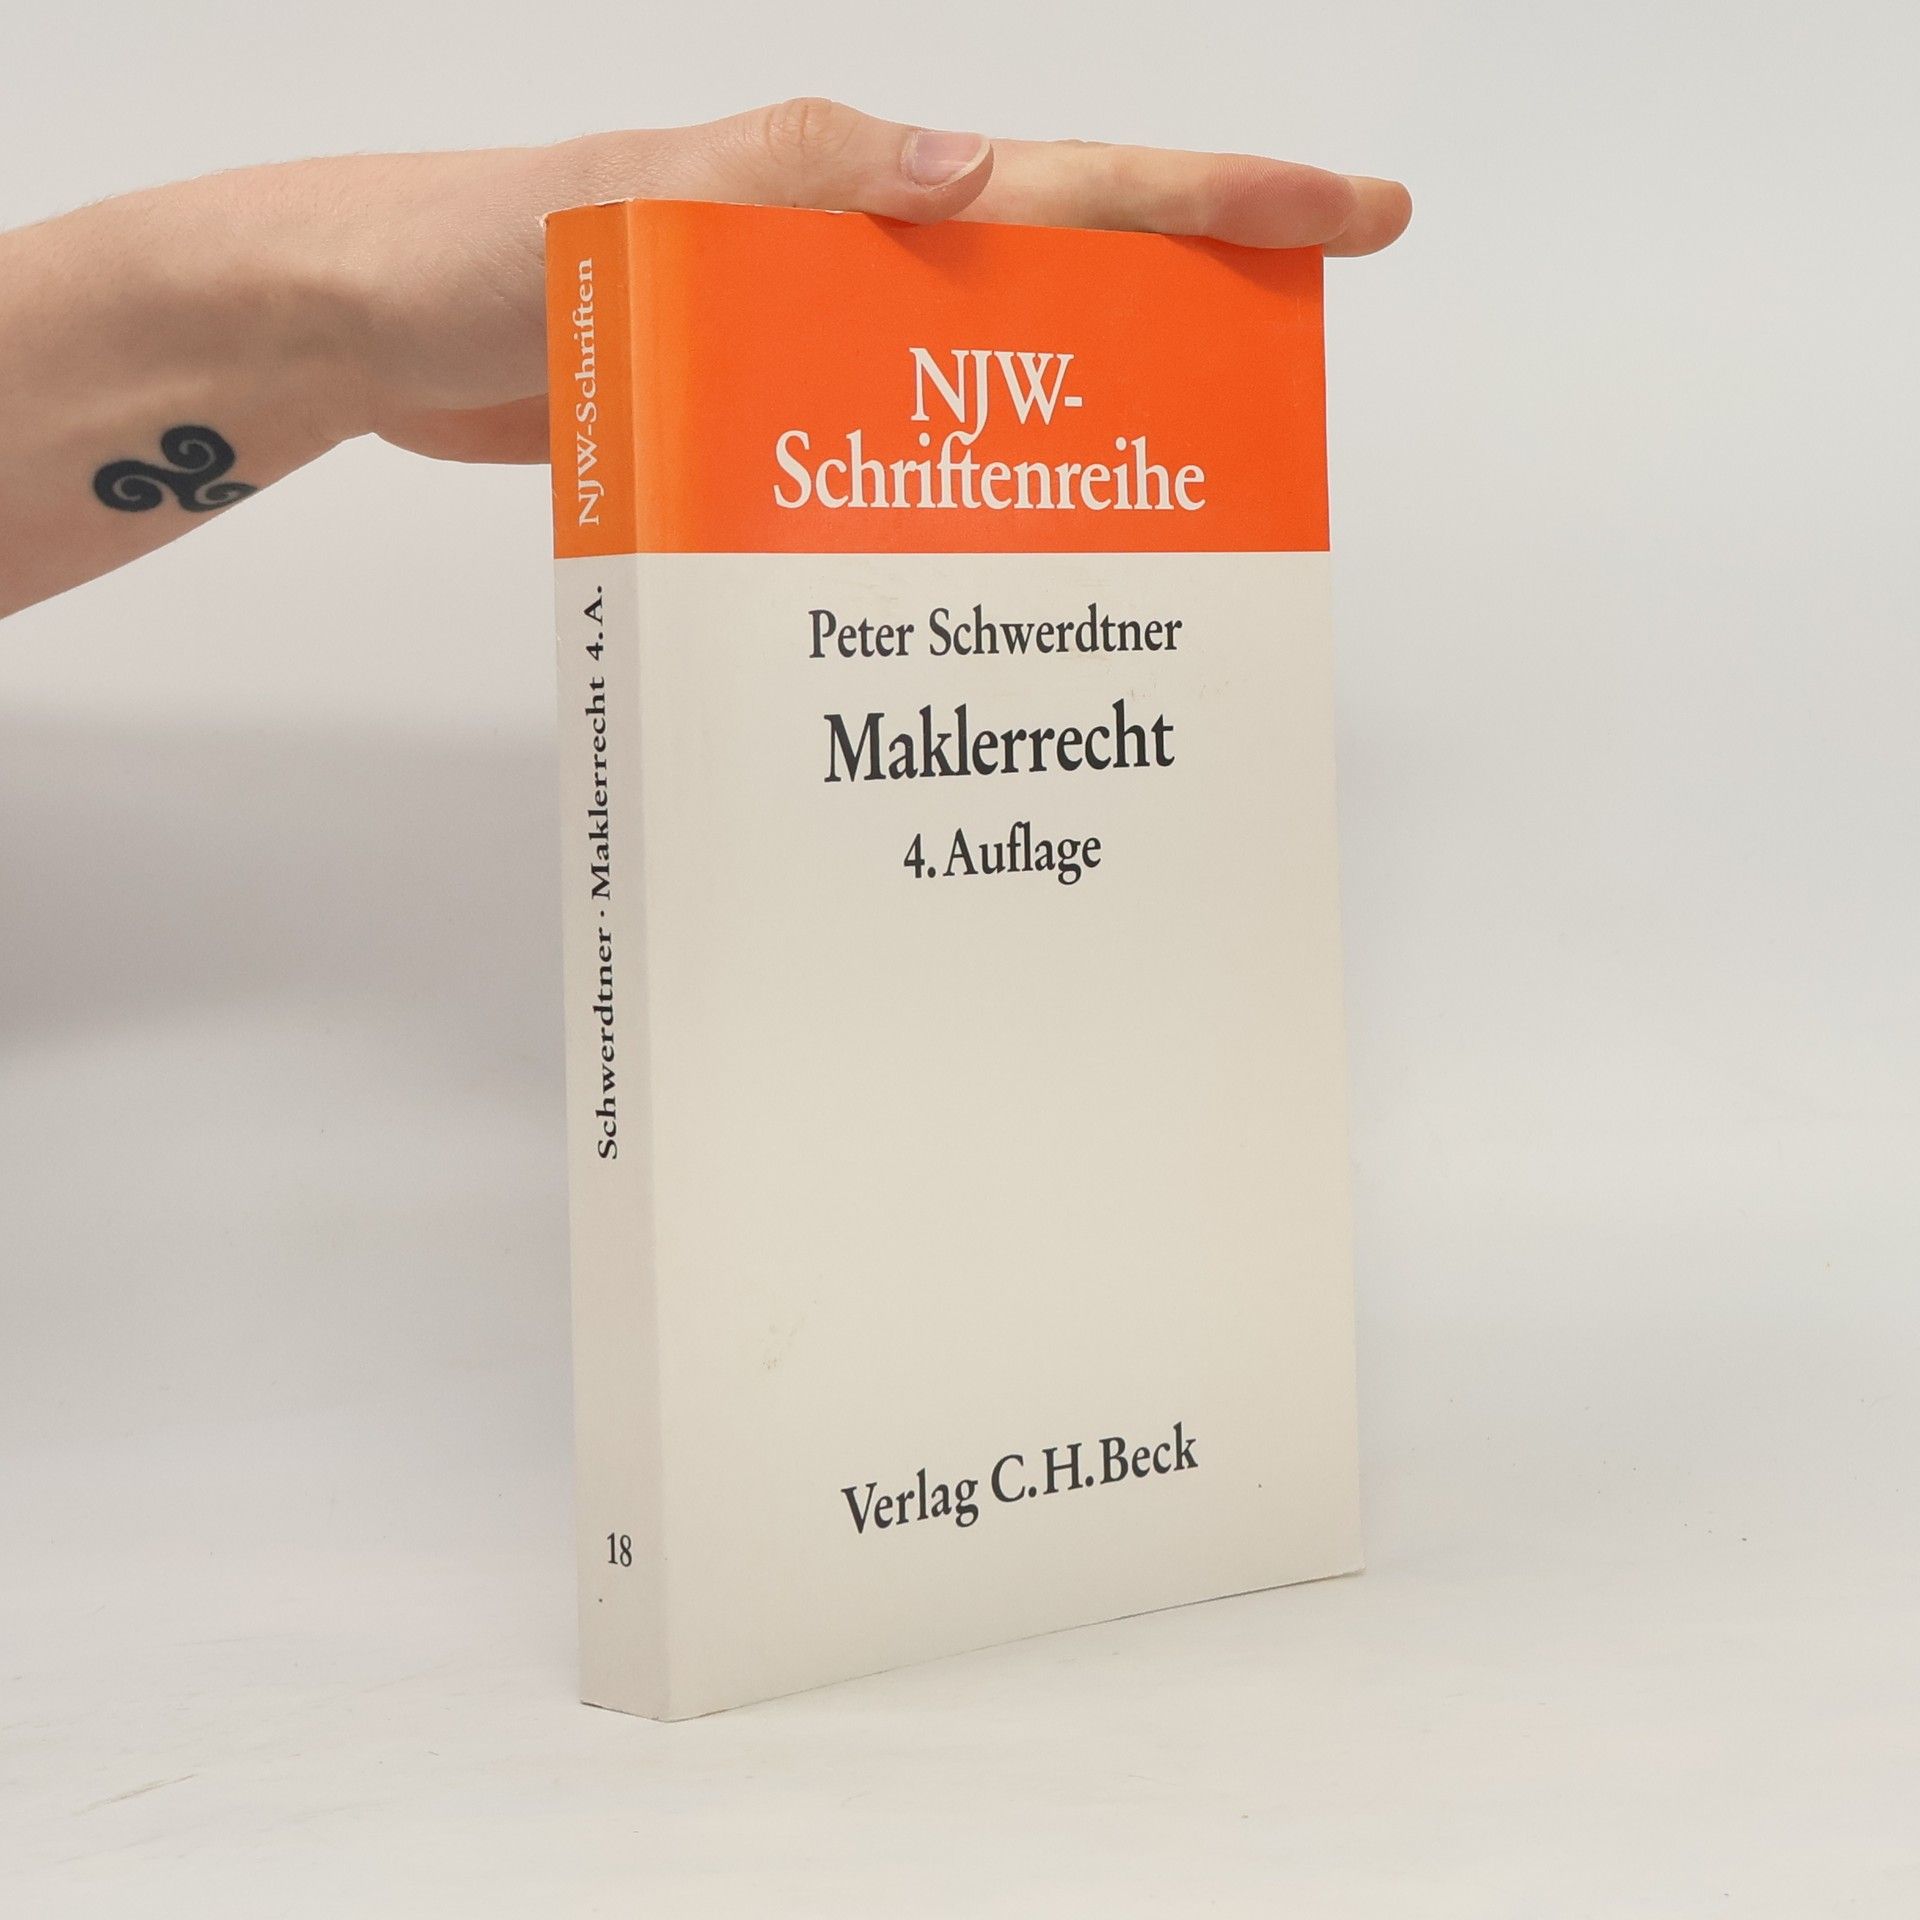 NJW-Schriften
Schwerdtner · Maklerrecht 4. A.
18
NJW-
Schriftenreihe
Peter Schwerdtner
Maklerrecht
4. Auflage
Verlag C.H.Beck